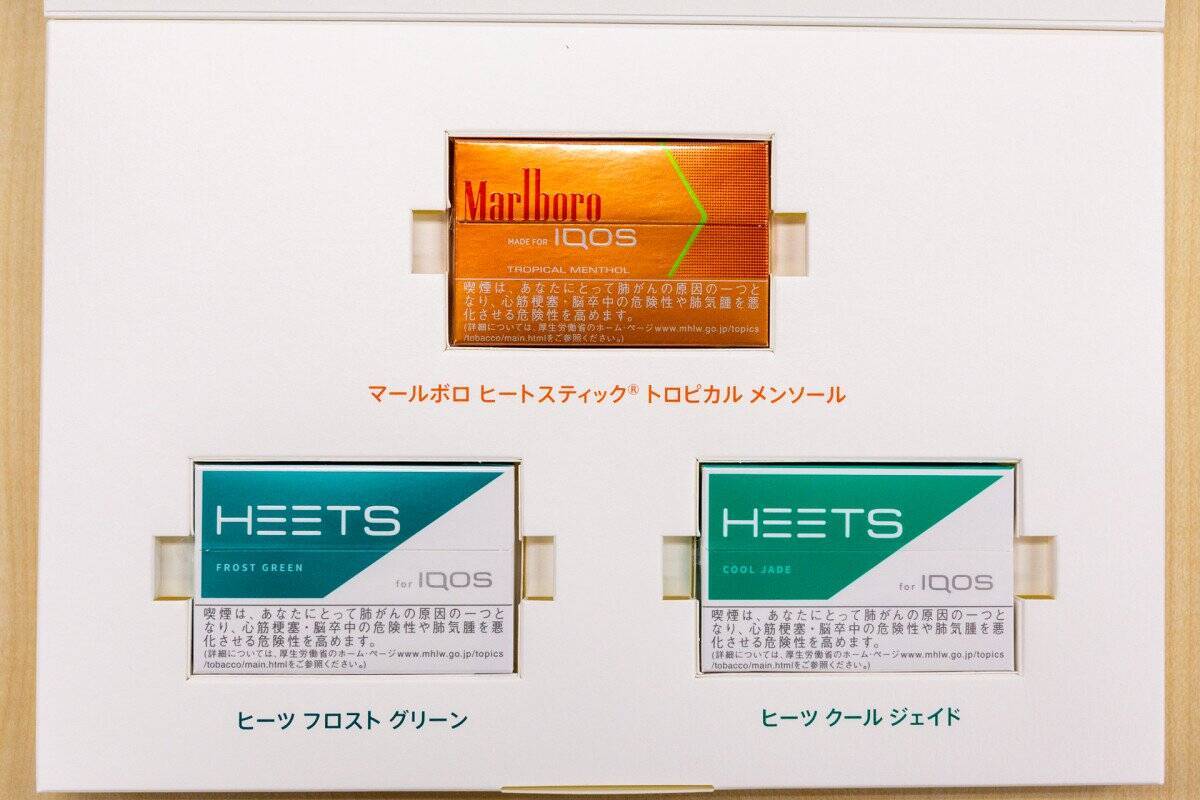 Marlboro
MADE FOR IQOS
TROPICAL MENTHOL
喫煙は、あなたにとって肺がんの原因の一つと
なり、心筋梗塞・脳卒中の危険性や肺気腫を悪
化させる危険性を高めます。
(詳細については、厚生労働省のホーム・ページwww.mhlw.go.jp/topics
/tobacco/main.htmlをご参照ください。)
マールボロ ヒートスティック® トロピカル メンソール
HEETS
FROST GREEN
for IQOS
喫煙は、あなたにとって肺がんの原因の一つと
なり、心筋梗塞・脳卒中の危険性や肺気腫を悪
化させる危険性を高めます。
(詳細については、厚生労働省のホーム・ページwww.mhlw.go.jp/topics
/tobacco/main.htmlをご参照ください。)
ヒーツ フロスト グリーン
HEETS
COOL JADE
for IQOS
喫煙は、あなたにとって肺がんの原因の一つと
なり、心筋梗塞・脳卒中の危険性や肺気腫を悪
化させる危険性を高めます。
(詳細については、厚生労働省のホーム・ページwww.mhlw.go.jp/topics
/tobacco/main.htmlをご参照ください。)
ヒーツ クール ジェイド